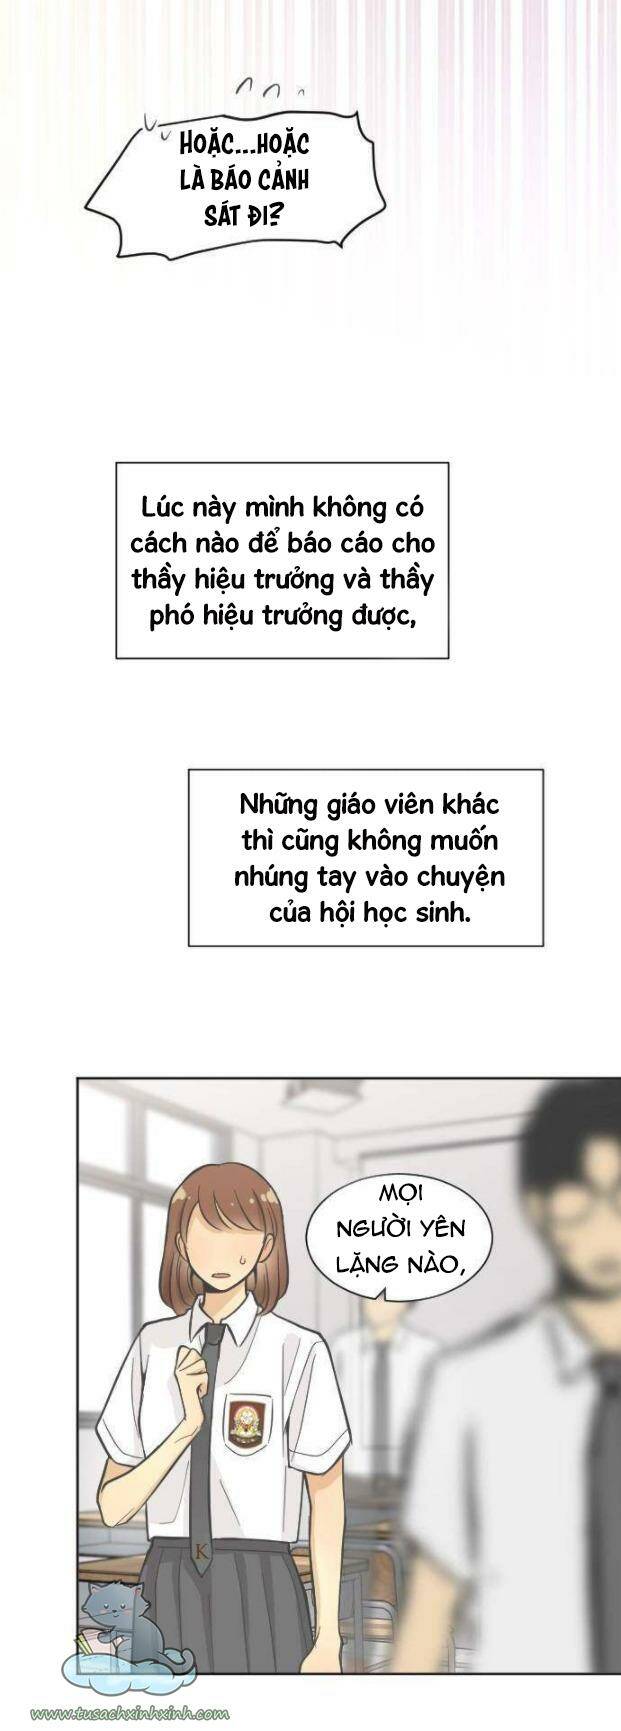 HOẶC...HOẶC
LÀ BÁO CẢNH
SÁT ĐI?
Lúc này mình không có
cách nào để báo cáo cho
thầy hiệu trưởng và thầy
phó hiệu trưởng được,
Những giáo viên khác
thì cũng không muốn
nhúng tay vào chuyện
của hội học sinh.
MỌI
NGƯỜI YÊN
LẶNG NÀO,
K
www.tusachxinhxinh.com